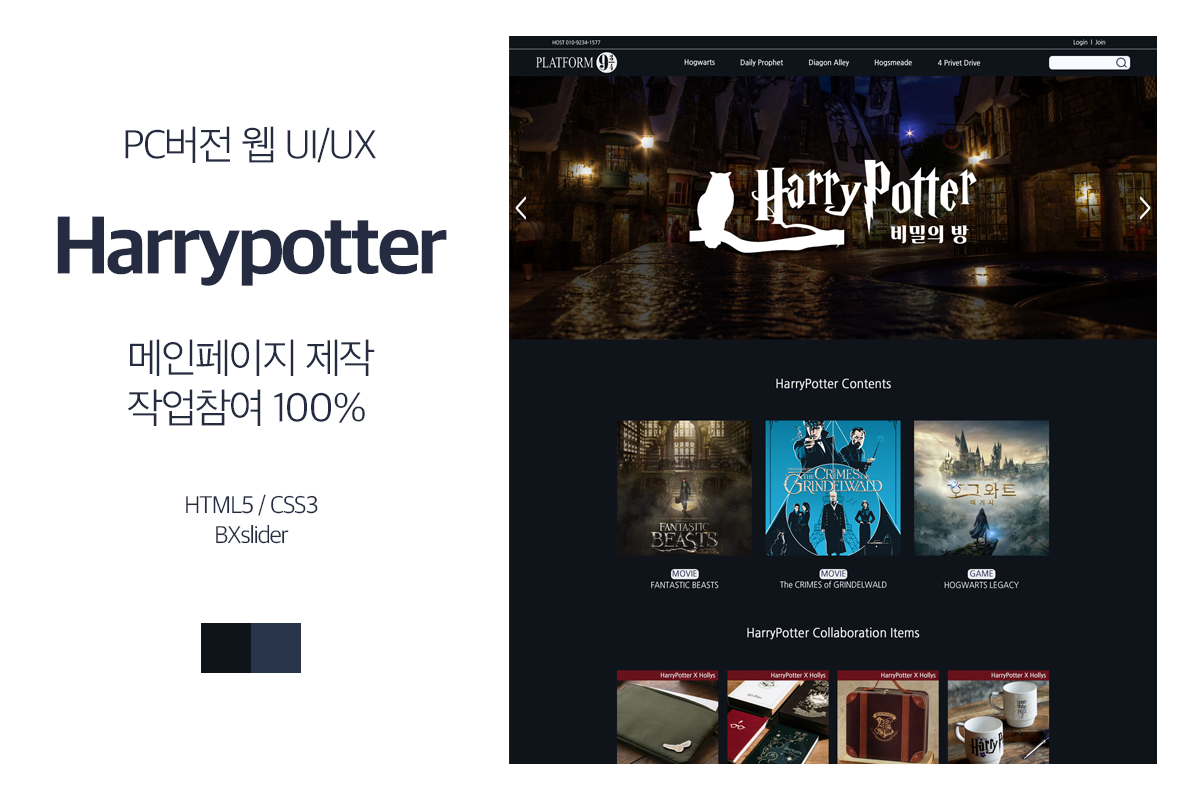 PC버전 웹 UI/UX
Harrypotter
메인페이지 제작
작업참여 100%
HTML5 / CSS3
BXslider
HOST 010-9234-1577
Login | Join
PLATFORM 9¾
Hogwarts Daily Prophet Diagon Alley Hogsmeade 4 Privet Drive
Harry Potter
비밀의 방
HarryPotter Contents
FANTASTIC
BEASTS
THE CRIMES OF
GRINDELWALD
호그와트
레거시
MOVIE
FANTASTIC BEASTS
MOVIE
The CRIMES of GRINDELWALD
GAME
HOGWARTS LEGACY
HarryPotter Collaboration Items
HarryPotter X Hollys
HarryPotter X Hollys
HarryPotter X Hollys
HarryPotter X Hollys